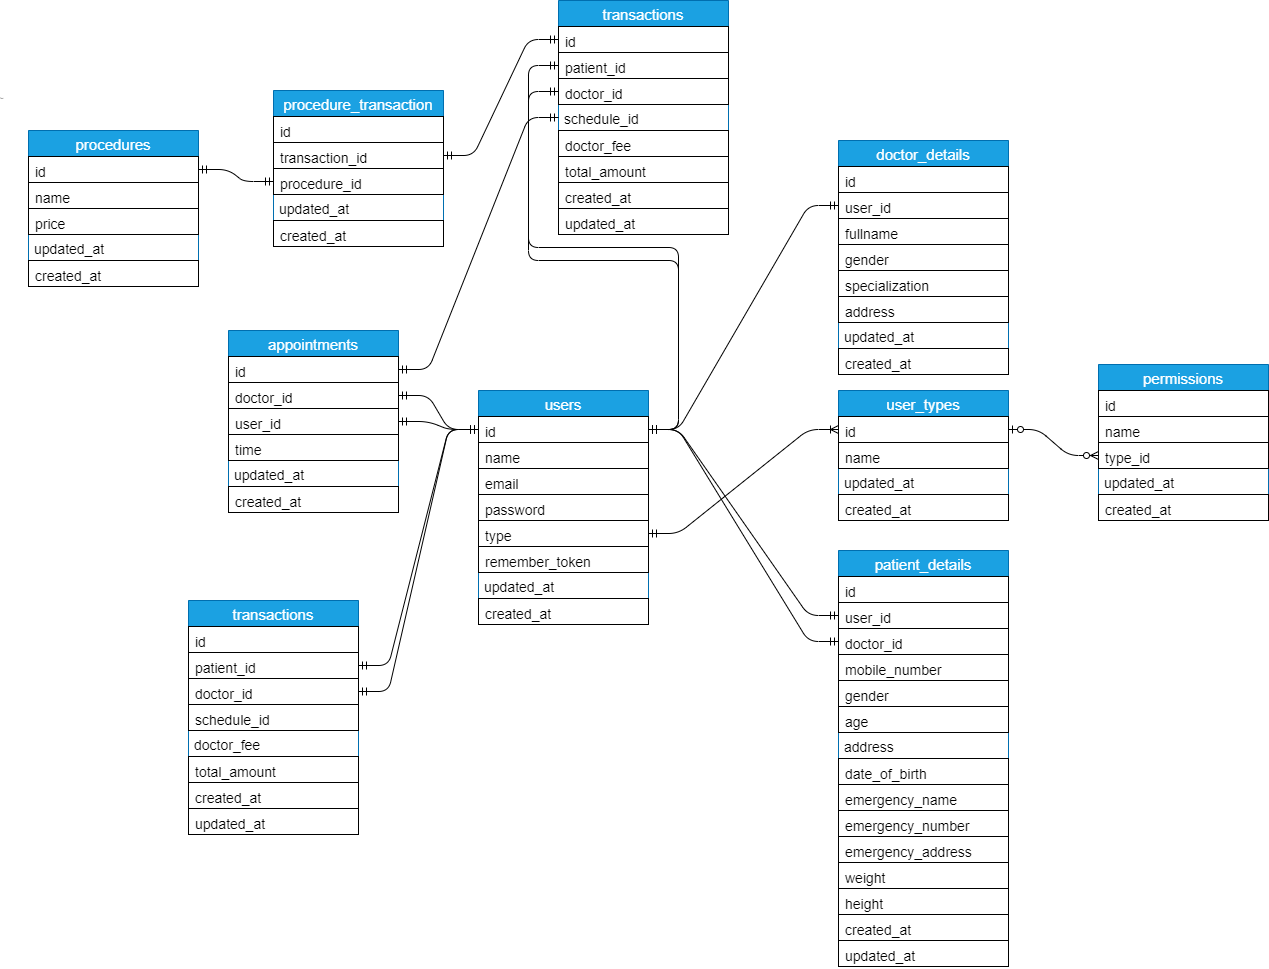 transactions
id
patient_id
doctor_id
schedule_id
doctor_fee
total_amount
created_at
updated_at
procedure_transaction
id
transaction_id
procedure_id
updated_at
created_at
procedures
id
name
price
updated_at
created_at
doctor_details
id
user_id
fullname
gender
specialization
address
updated_at
created_at
appointments
id
doctor_id
user_id
time
updated_at
created_at
users
id
name
email
password
type
remember_token
updated_at
created_at
user_types
id
name
updated_at
created_at
permissions
id
name
type_id
updated_at
created_at
transactions
id
patient_id
doctor_id
schedule_id
doctor_fee
total_amount
created_at
updated_at
patient_details
id
user_id
doctor_id
mobile_number
gender
age
address
date_of_birth
emergency_name
emergency_number
emergency_address
weight
height
created_at
updated_at